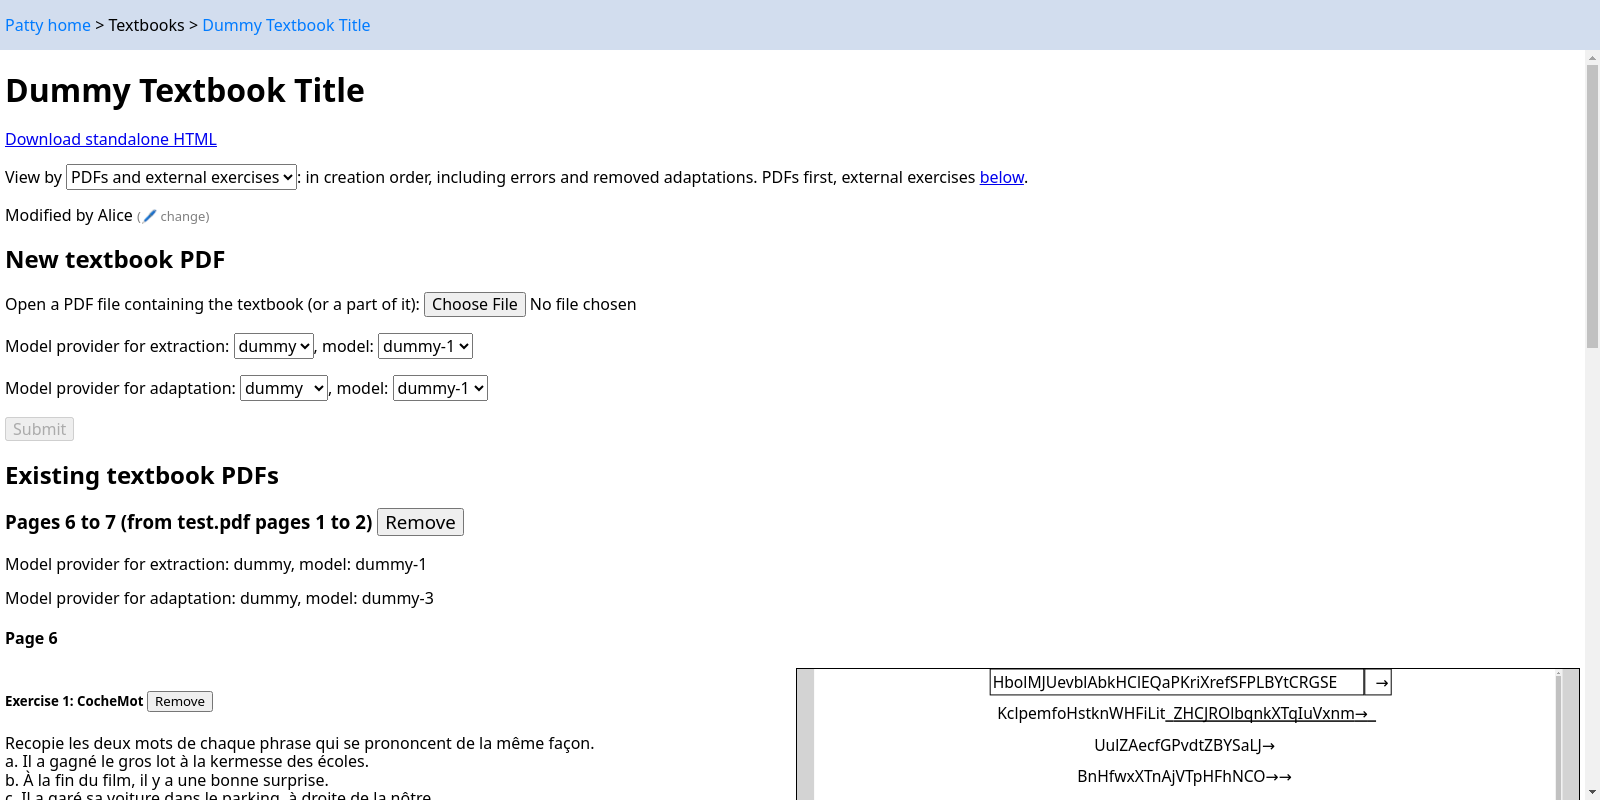 Patty home > Textbooks > Dummy Textbook Title
Dummy Textbook Title
Download standalone HTML
View by PDFs and external exercises: in creation order, including errors and removed adaptations. PDFs first, external exercises below.
Modified by Alice (🖊️ change)
New textbook PDF
Open a PDF file containing the textbook (or a part of it): Choose File No file chosen
Model provider for extraction: dummy, model: dummy-1
Model provider for adaptation: dummy, model: dummy-1
Submit
Existing textbook PDFs
Pages 6 to 7 (from test.pdf pages 1 to 2) Remove
Model provider for extraction: dummy, model: dummy-1
Model provider for adaptation: dummy, model: dummy-3
Page 6
Exercise 1: CocheMot Remove
Recopie les deux mots de chaque phrase qui se prononcent de la même façon.
a. Il a gagné le gros lot à la kermesse des écoles.
b. À la fin du film, il y a une bonne surprise.
c. Il a garé sa voiture dans le parking, à droite de la nôtre.
→